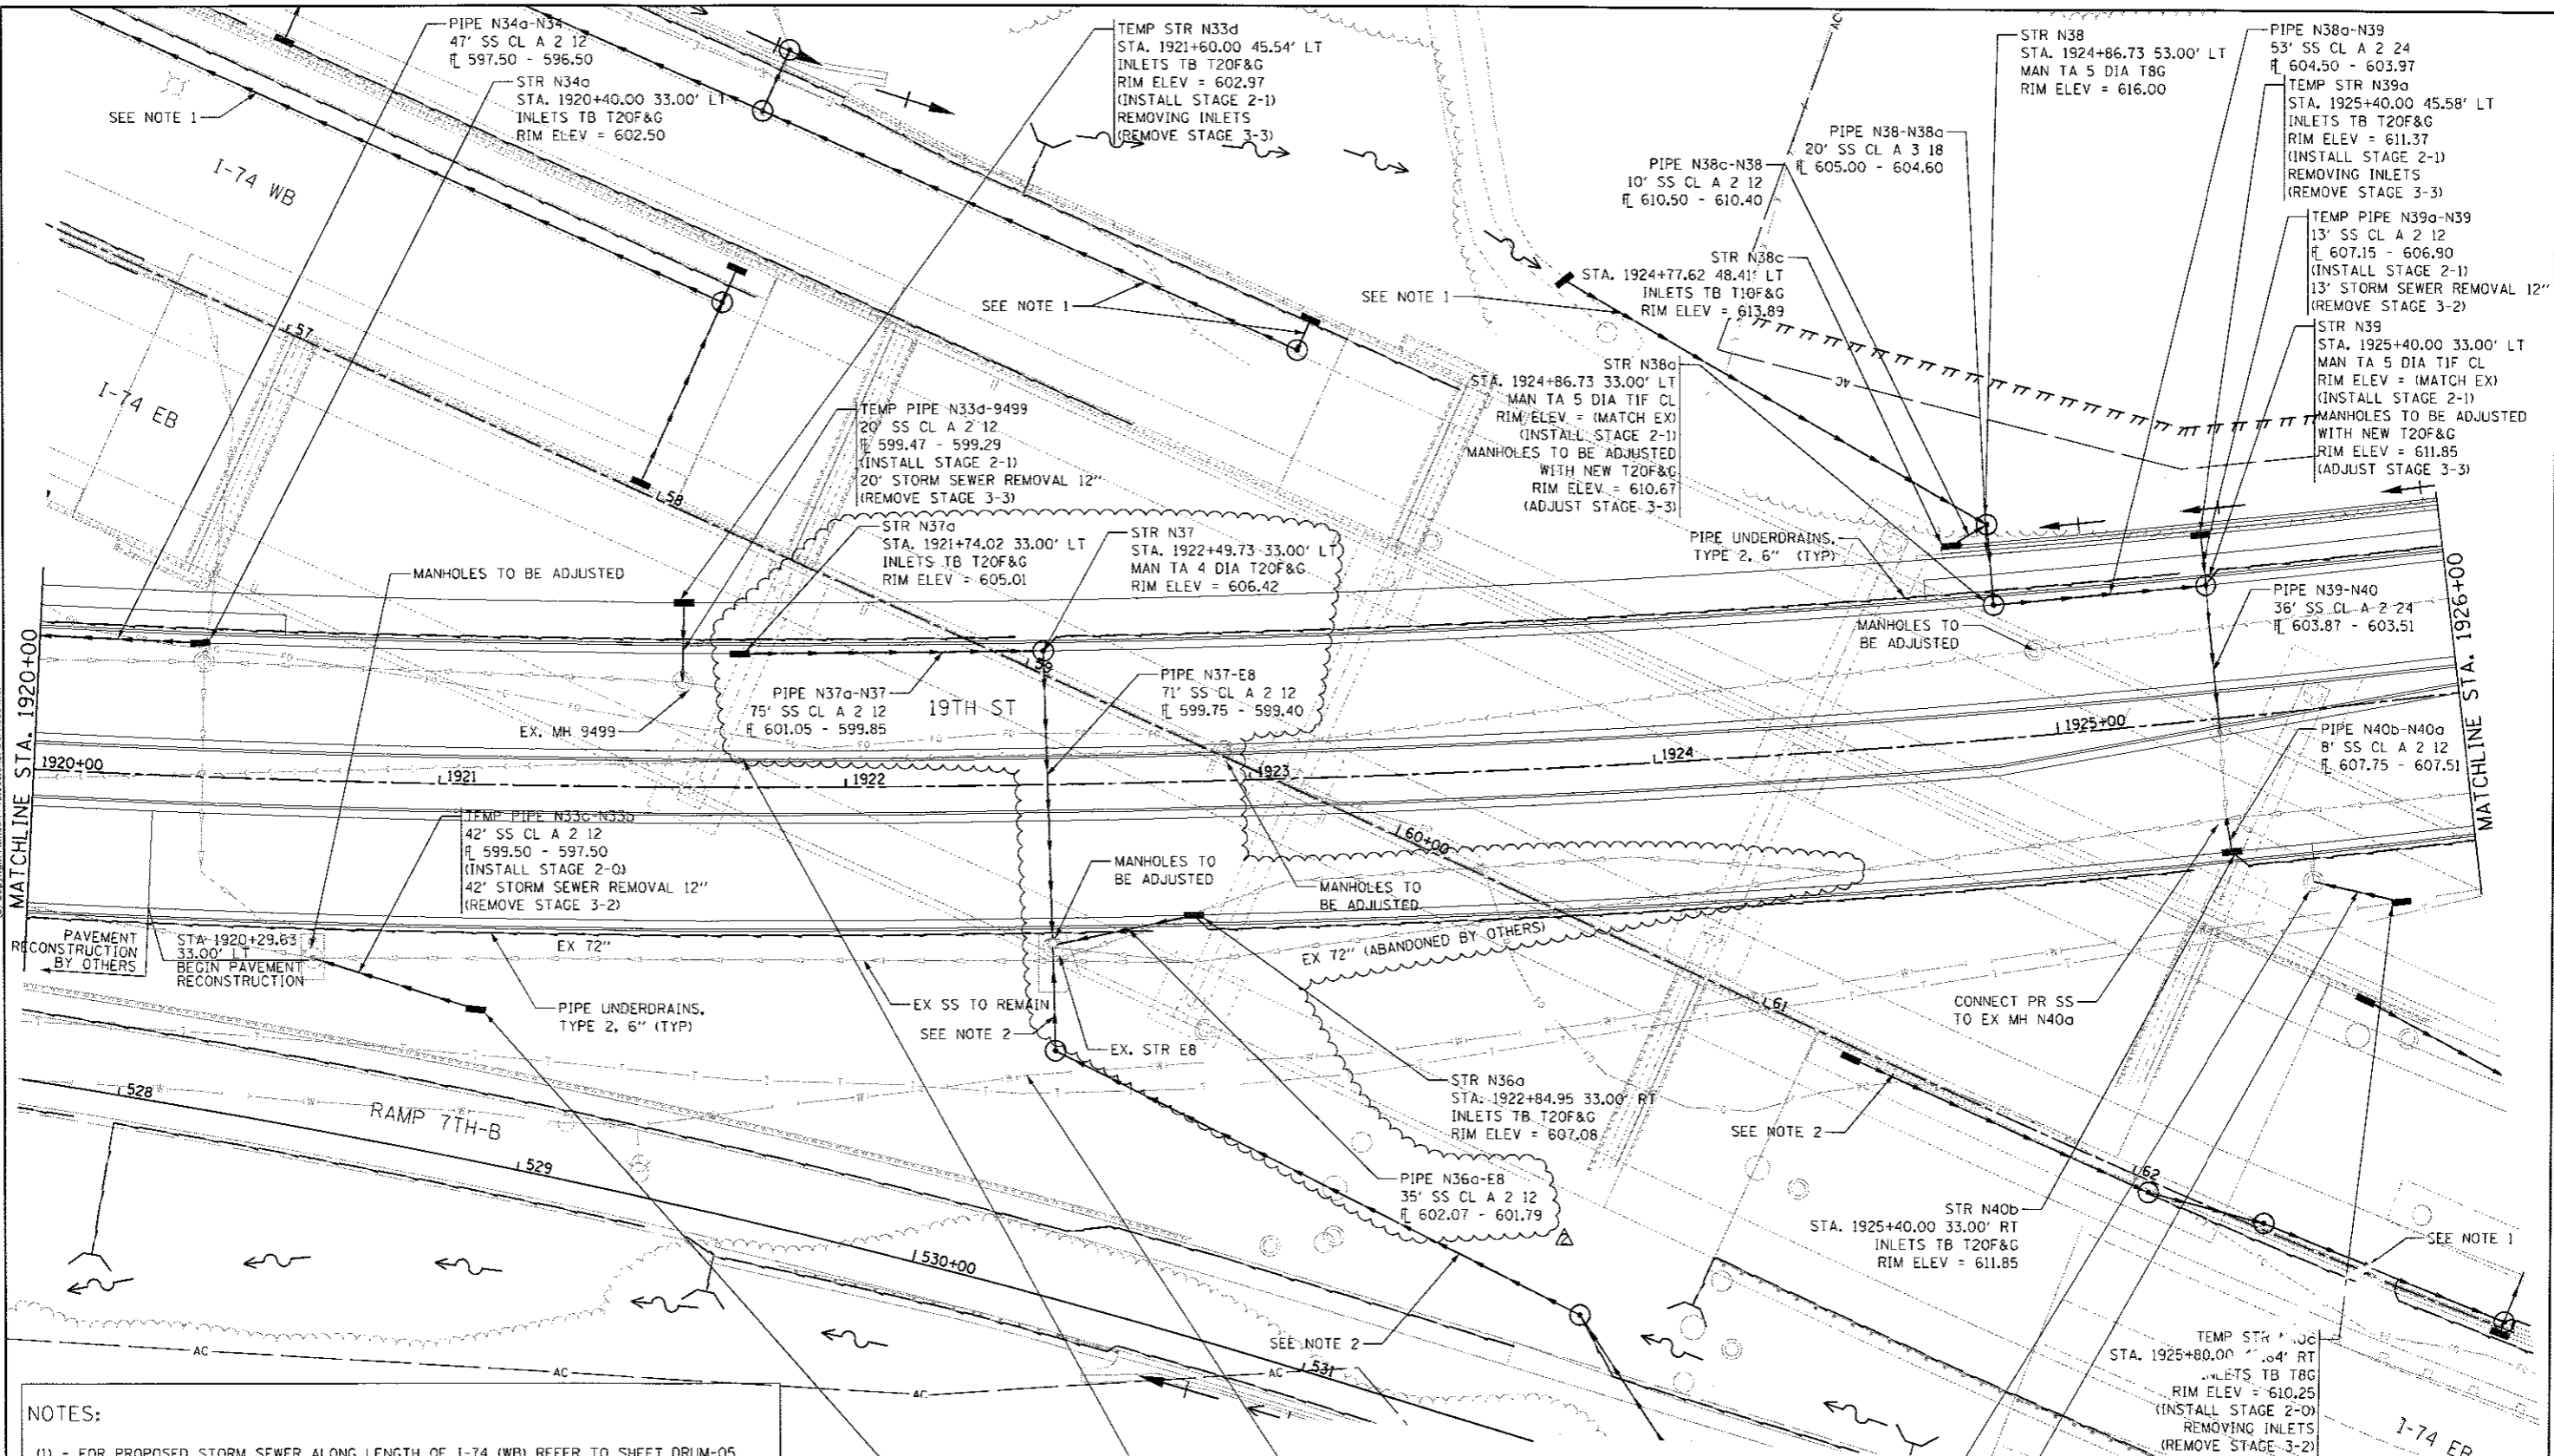 PIPE N34a-N34
47' SS CL A 2 12
FL 597.50 - 596.50
STR N34a
STA. 1920+40.00 33.00' LT
INLETS TB T20F&G
RIM ELEV = 602.50
SEE NOTE 1
I-74 WB
I-74 EB
TEMP STR N33d
STA. 1921+60.00 45.54' LT
INLETS TB T20F&G
RIM ELEV = 602.97
(INSTALL STAGE 2-1)
REMOVING INLETS
(REMOVE STAGE 3-3)
STR N38
STA. 1924+86.73 53.00' LT
MAN TA 5 DIA T8G
RIM ELEV = 616.00
PIPE N38a-N39
53' SS CL A 2 24
FL 604.50 - 603.97
TEMP STR N39a
STA. 1925+40.00 45.58' LT
INLETS TB T20F&G
RIM ELEV = 611.37
(INSTALL STAGE 2-1)
REMOVING INLETS
(REMOVE STAGE 3-3)
PIPE N38-N38a
20' SS CL A 3 18
FL 605.00 - 604.60
PIPE N38c-N38
10' SS CL A 2 12
FL 610.50 - 610.40
TEMP PIPE N39a-N39
13' SS CL A 2 12
FL 607.15 - 606.90
(INSTALL STAGE 2-1)
13' STORM SEWER REMOVAL 12"
(REMOVE STAGE 3-2)
STR N38c
STA. 1924+77.62 48.41' LT
INLETS TB T10F&G
RIM ELEV = 613.89
SEE NOTE 1
SEE NOTE 1
STR N39
STA. 1925+40.00 33.00' LT
MAN TA 5 DIA T1F CL
RIM ELEV = (MATCH EX)
(INSTALL STAGE 2-1)
MANHOLES TO BE ADJUSTED
WITH NEW T20F&G
RIM ELEV = 611.85
(ADJUST STAGE 3-3)
STR N38a
STA. 1924+86.73 33.00' LT
MAN TA 5 DIA T1F CL
RIM ELEV = (MATCH EX)
(INSTALL STAGE 2-1)
MANHOLES TO BE ADJUSTED
WITH NEW T20F&G
RIM ELEV = 610.67
(ADJUST STAGE 3-3)
57
58
59
60+00
61
62
TEMP PIPE N33d-9499
20' SS CL A 2 12
FL 599.47 - 599.29
(INSTALL STAGE 2-1)
20' STORM SEWER REMOVAL 12"
(REMOVE STAGE 3-3)
STR N37a
STA. 1921+74.02 33.00' LT
INLETS TB T20F&G
RIM ELEV = 605.01
STR N37
STA. 1922+49.73 33.00' LT
MAN TA 4 DIA T20F&G
RIM ELEV = 606.42
PIPE UNDERDRAINS,
TYPE 2, 6" (TYP)
MANHOLES TO BE ADJUSTED
MANHOLES TO
BE ADJUSTED
PIPE N39-N40
36' SS CL A 2 24
FL 603.87 - 603.51
MATCHLINE STA. 1920+00
MATCHLINE STA. 1926+00
PIPE N37a-N37
75' SS CL A 2 12
FL 601.05 - 599.85
19TH ST
PIPE N37-E8
71' SS CL A 2 12
FL 599.75 - 599.40
EX. MH 9499
1920+00
1921
1922
1923
1924
1925+00
PIPE N40b-N40a
8' SS CL A 2 12
FL 607.75 - 607.51
TEMP PIPE N33c-N33b
42' SS CL A 2 12
FL 599.50 - 597.50
(INSTALL STAGE 2-0)
42' STORM SEWER REMOVAL 12"
(REMOVE STAGE 3-2)
MANHOLES TO
BE ADJUSTED
MANHOLES TO
BE ADJUSTED
PAVEMENT
RECONSTRUCTION
BY OTHERS
STA 1920+29.63
33.00' LT
BEGIN PAVEMENT
RECONSTRUCTION
EX 72"
EX 72" (ABANDONED BY OTHERS)
PIPE UNDERDRAINS,
TYPE 2, 6" (TYP)
EX SS TO REMAIN
SEE NOTE 2
EX. STR E8
CONNECT PR SS
TO EX MH N40a
STR N36a
STA. 1922+84.95 33.00' RT
INLETS TB T20F&G
RIM ELEV = 607.08
SEE NOTE 2
528
529
530+00
531
RAMP 7TH-B
PIPE N36a-E8
35' SS CL A 2 12
FL 602.07 - 601.79
STR N40b
STA. 1925+40.00 33.00' RT
INLETS TB T20F&G
RIM ELEV = 611.85
SEE NOTE 1
SEE NOTE 2
AC
AC
AC
AC
AC
AC
TEMP STR
STA. 1925+80.00 RT
INLETS TB T8G
RIM ELEV = 610.25
(INSTALL STAGE 2-0)
REMOVING INLETS
(REMOVE STAGE 3-2)
I-74 EB
NOTES:
(1) - FOR PROPOSED STORM SEWER ALONG LENGTH OF I-74 (WB) REFER TO SHEET DRUM-05